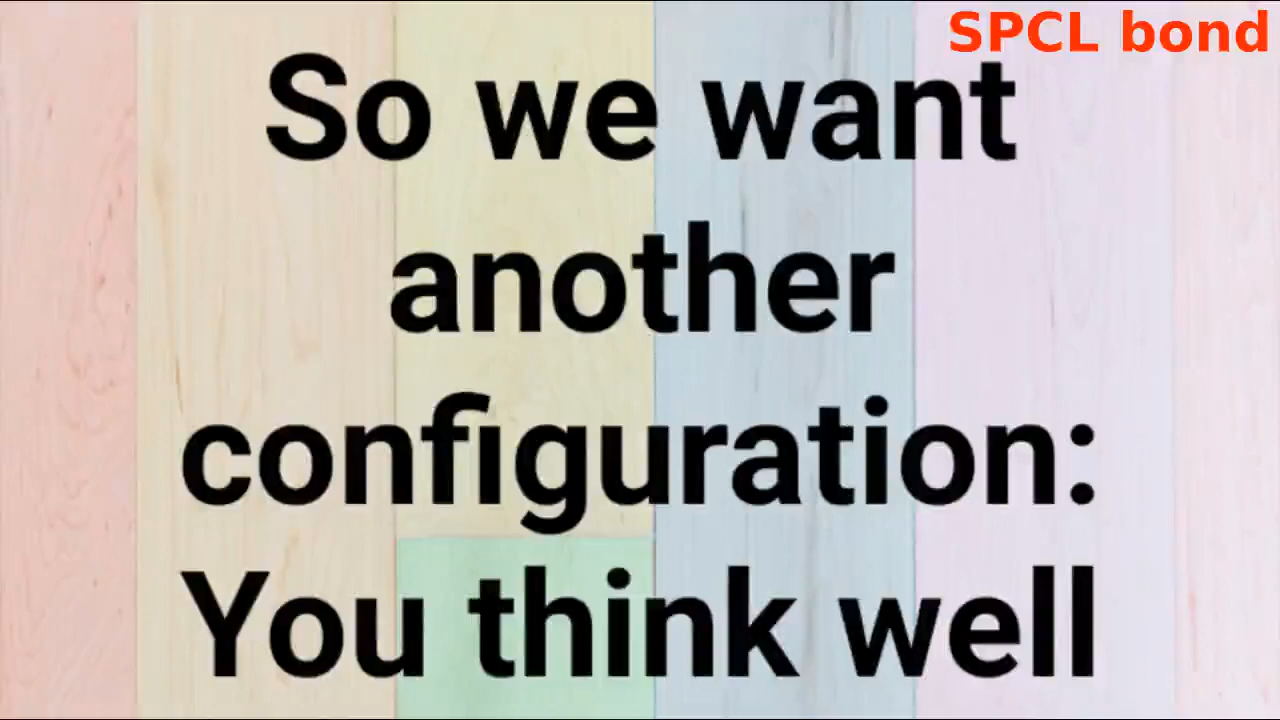 SPCL bond
So we want
another
configuration:
You think well